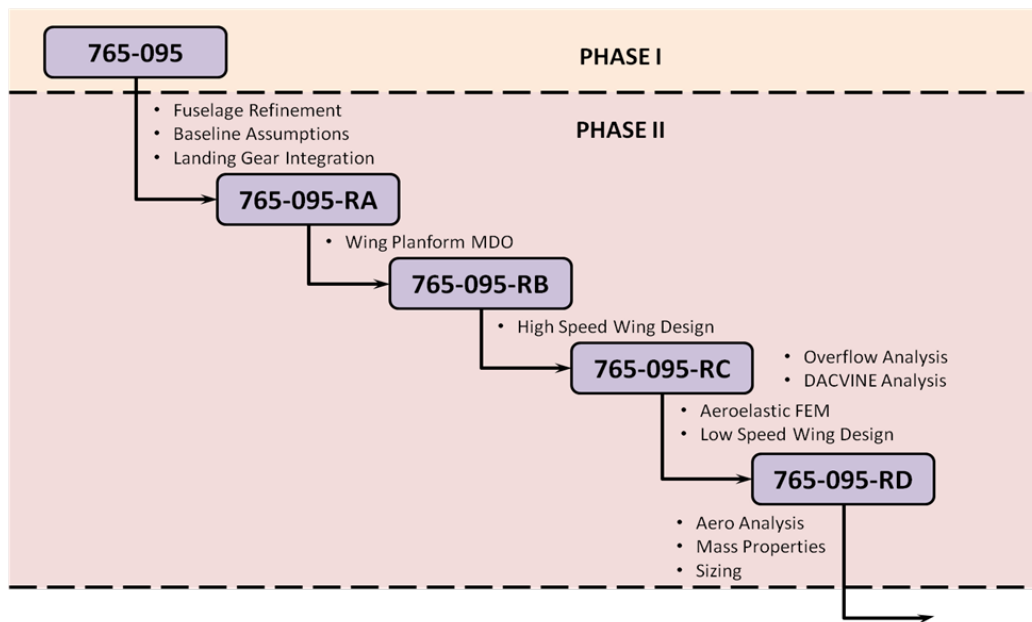 765-095
PHASE I
• Fuselage Refinement
• Baseline Assumptions
• Landing Gear Integration
PHASE II
765-095-RA
• Wing Planform MDO
765-095-RB
• High Speed Wing Design
765-095-RC
• Overflow Analysis
• DACVINE Analysis
• Aeroelastic FEM
• Low Speed Wing Design
765-095-RD
• Aero Analysis
• Mass Properties
• Sizing